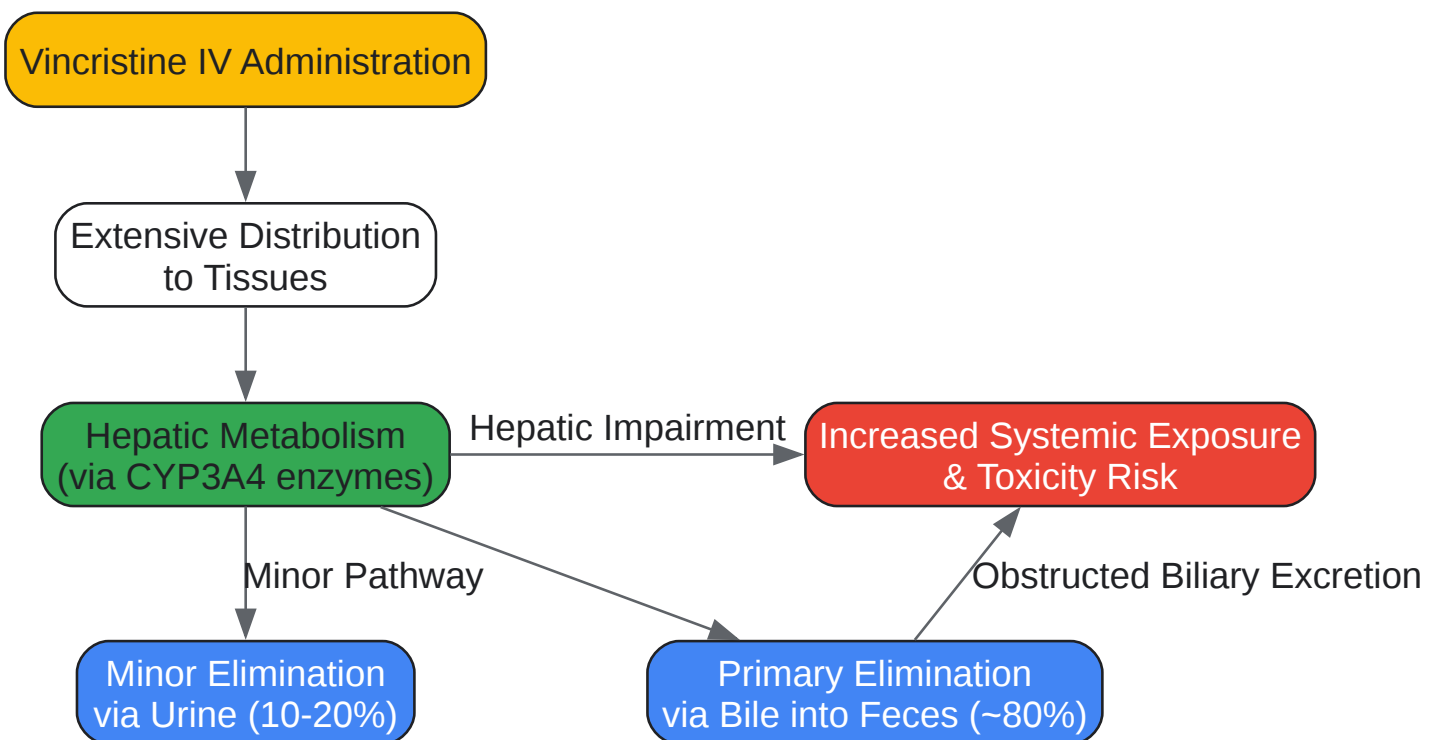 Vincristine IV Administration
Extensive Distribution
to Tissues
Hepatic Metabolism
(via CYP3A4 enzymes)
Hepatic Impairment
Increased Systemic Exposure
& Toxicity Risk
Minor Pathway
Obstructed Biliary Excretion
Minor Elimination
via Urine (10-20%)
Primary Elimination
via Bile into Feces (~80%)